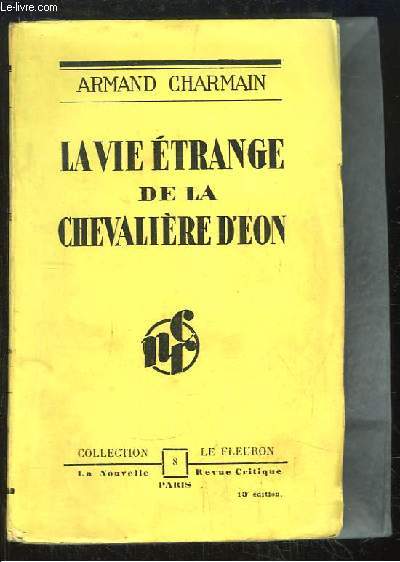 Le-livre.com
ARMAND CHARMAIN
LA VIE ÉTRANGE
DE LA
CHEVALIÈRE D'EON
nrc
COLLECTION 8 LE FLEURON
La Nouvelle Revue Critique
PARIS
10e édition.